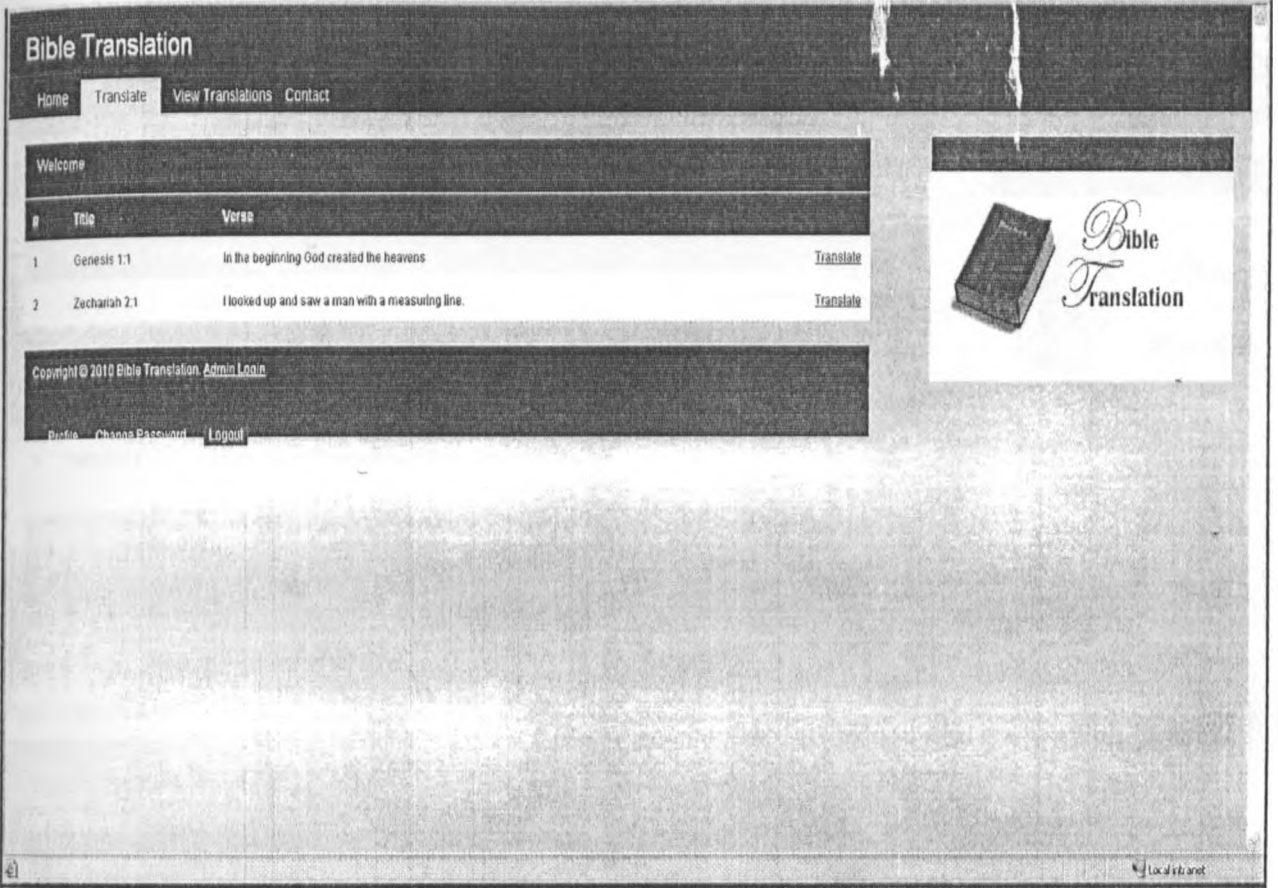 Bible Translation
Home Translate View Translations Contact
Welcome
# Title Verse
1 Genesis 1:1 In the beginning God created the heavens Translate
2 Zechariah 2:1 I looked up and saw a man with a measuring line. Translate
Bible
Translation
Copyright © 2010 Bible Translation. Admin Login
Profile Change Password Logout
Local intranet